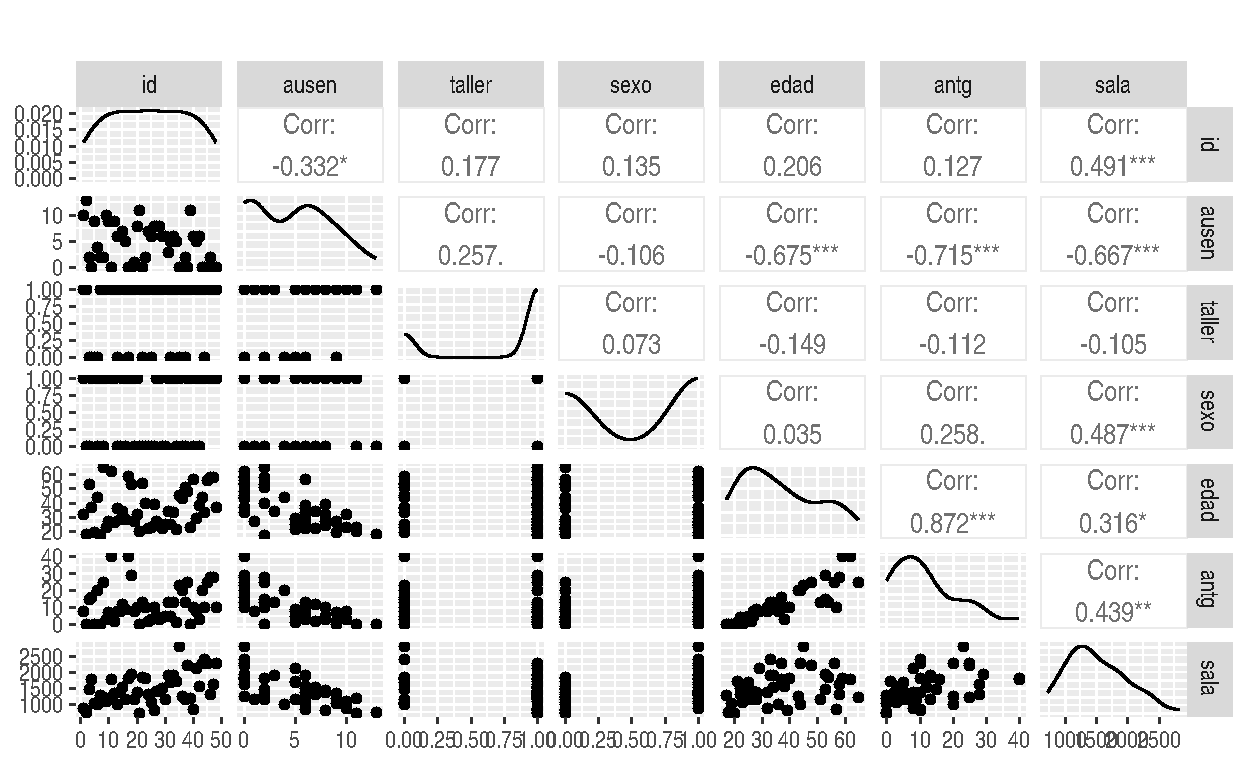 id ausen taller sexo edad antg sala
0.020
0.015
0.010
0.005
0.000
Corr: Corr: Corr: Corr: Corr: Corr:
-0.332* 0.177 0.135 0.206 0.127 0.491***
id
10
5
0
Corr: Corr: Corr: Corr: Corr:
0.257. -0.106 -0.675*** -0.715*** -0.667***
ausen
1.00
0.75
0.50
0.25
0.00
Corr: Corr: Corr: Corr:
0.073 -0.149 -0.112 -0.105
taller
1.00
0.75
0.50
0.25
0.00
Corr: Corr: Corr:
0.035 0.258. 0.487***
sexo
60
50
40
30
20
Corr: Corr:
0.872*** 0.316*
edad
40
30
20
10
0
Corr:
0.439**
antg
2500
2000
1500
1000
sala
0 10 20 30 40 50 0 5 10 0.00 0.25 0.50 0.75 1.00 0.00 0.25 0.50 0.75 1.00 20 30 40 50 60 0 10 20 30 40 1000 1500 2000 2500